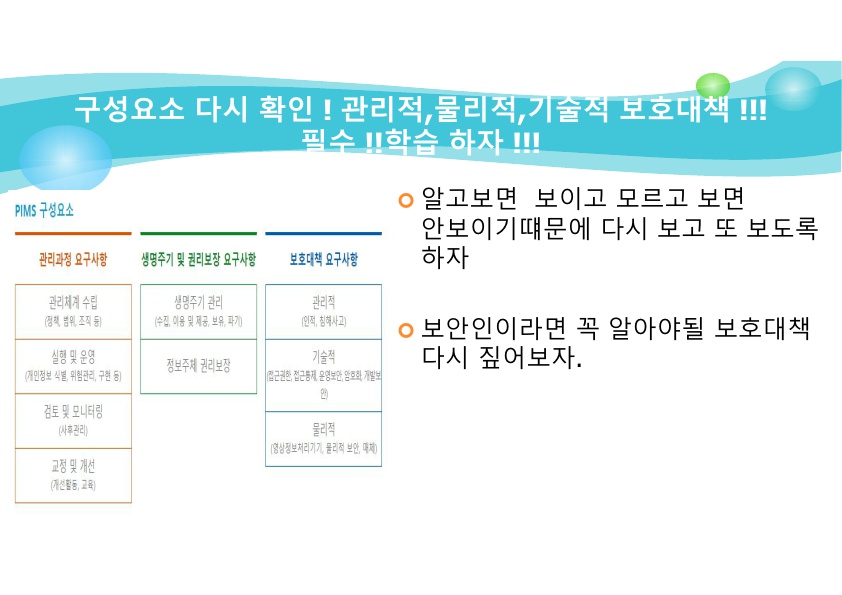 구성요소 다시 확인 ! 관리적,물리적,기술적 보호대책 !!!
필수 !!학습 하자 !!!
PIMS 구성요소
관리과정 요구사항
관리체계 수립
(정책, 범위, 조직 등)
실행 및 운영
(개인정보 식별, 위험관리, 구현 등)
검토 및 모니터링
(사후관리)
교정 및 개선
(개선활동, 교육)
생명주기 및 권리보장 요구사항
생명주기 관리
(수집, 이용 및 제공, 보유, 파기)
정보주체 권리보장
보호대책 요구사항
관리적
(인적, 침해사고)
기술적
(접근권한, 접근통제, 운영보안, 암호화, 개발보
안)
물리적
(영상정보처리기기, 물리적 보안, 매체)
알고보면  보이고 모르고 보면
안보이기떄문에 다시 보고 또 보도록
하자
보안인이라면 꼭 알아야될 보호대책
다시 짚어보자.